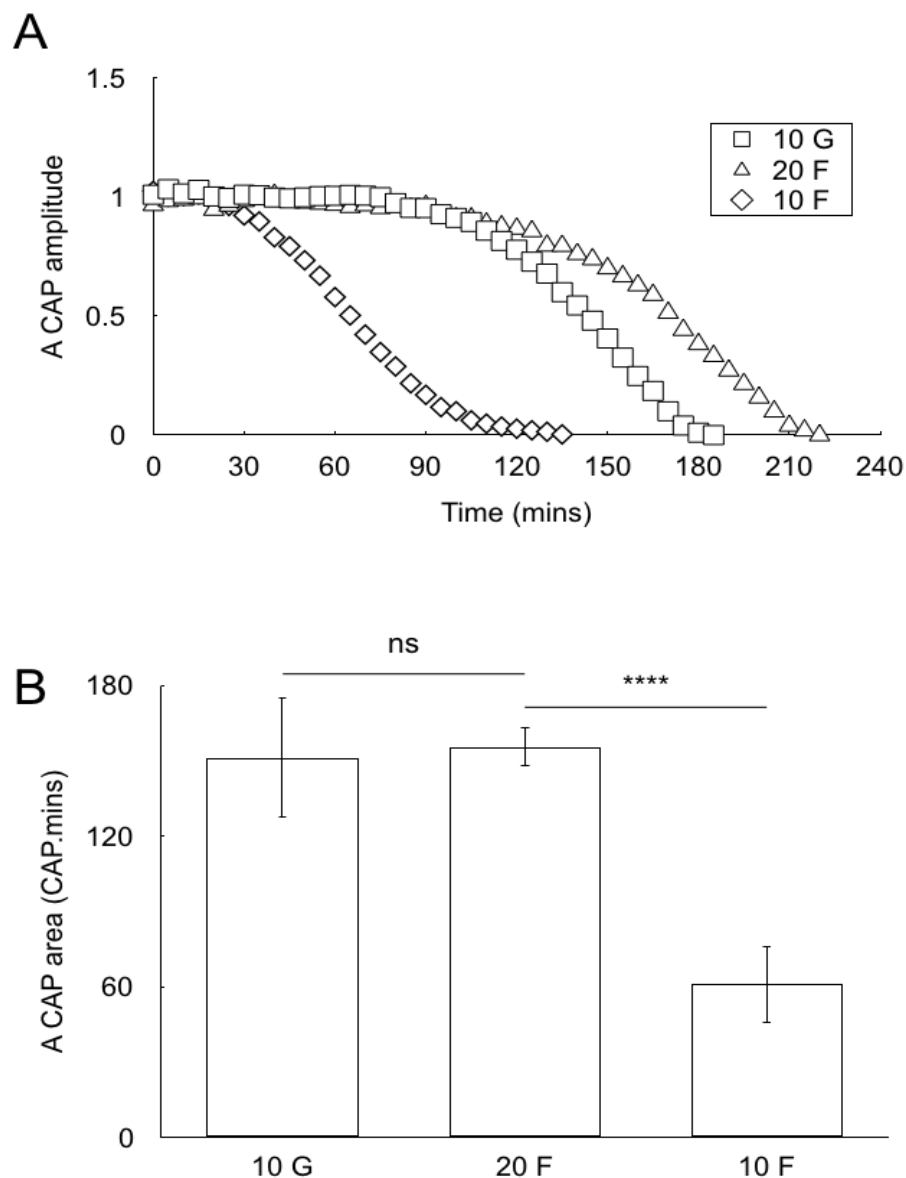 A
1.5
1
0.5
0
A CAP amplitude
10 G
20 F
10 F
0 30 60 90 120 150 180 210 240
Time (mins)
B
ns
****
180
120
60
0
A CAP area (CAP.mins)
10 G 20 F 10 F